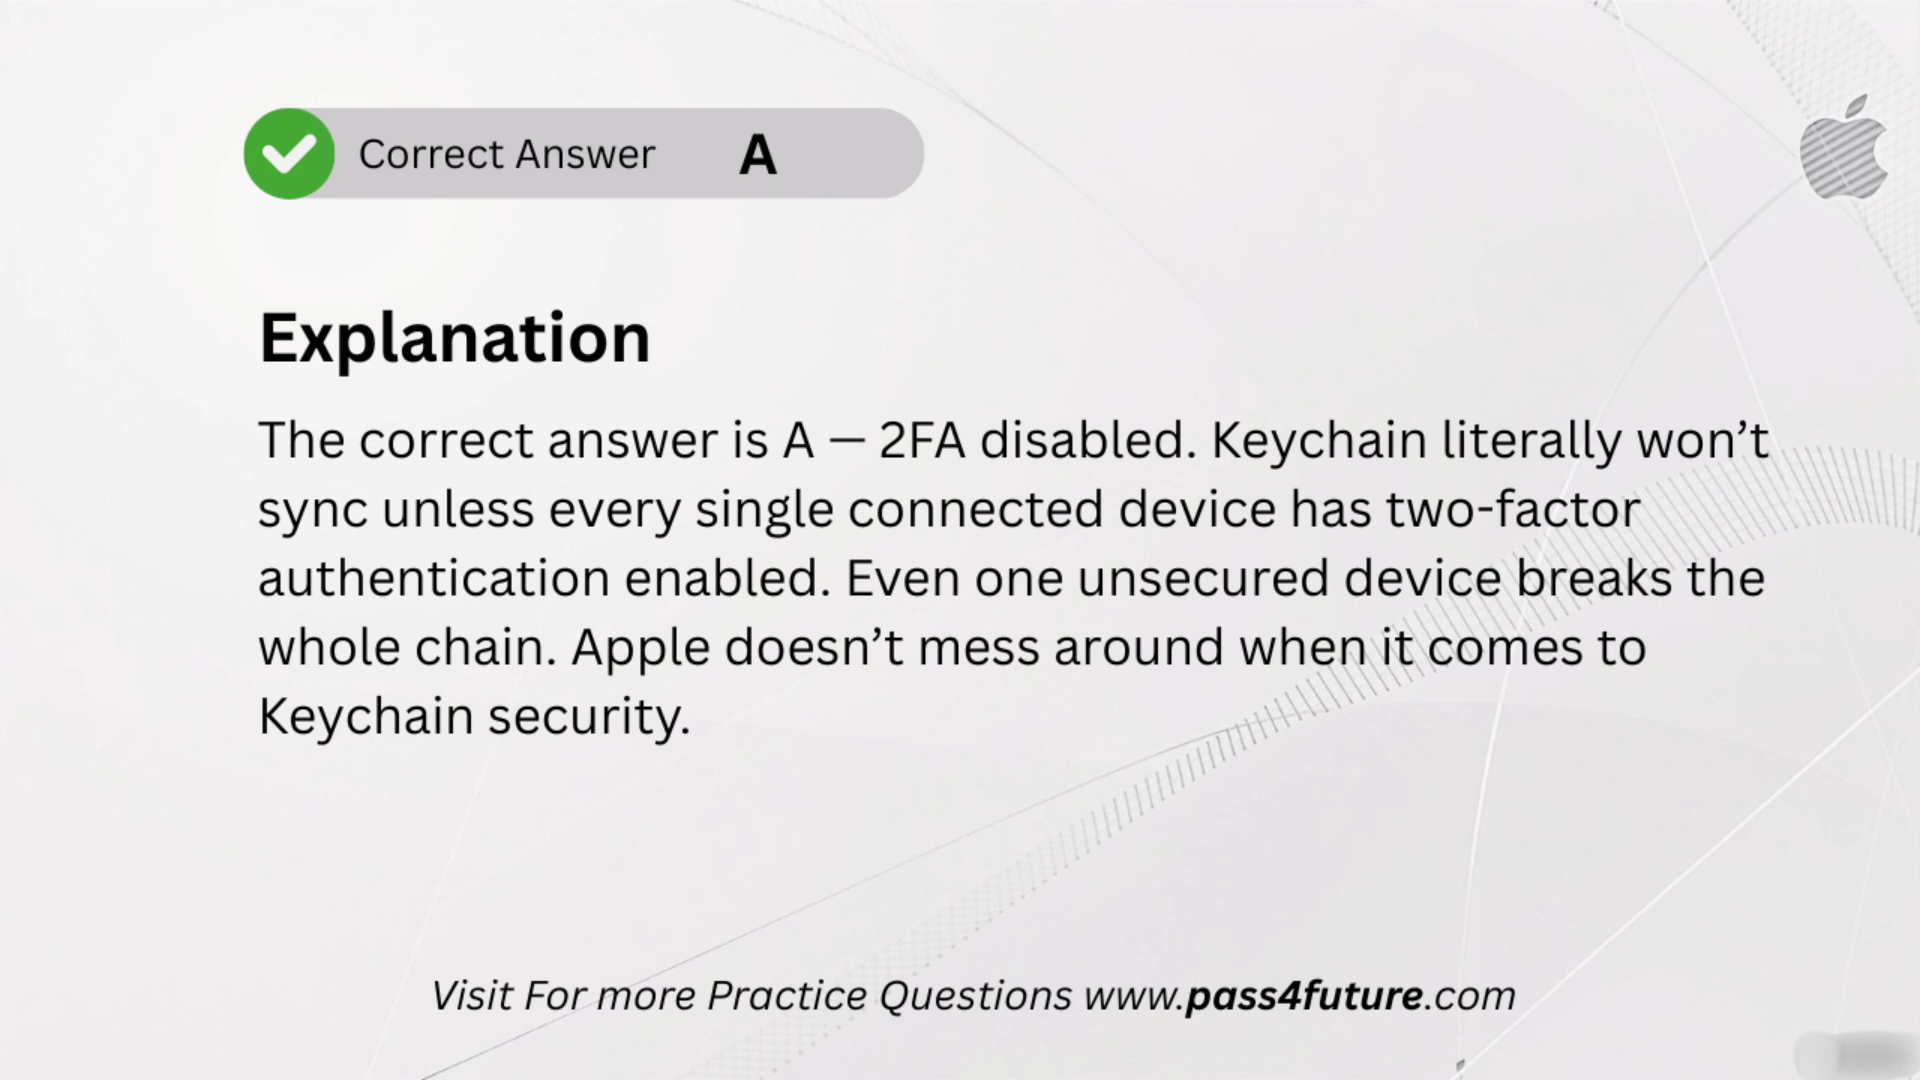 Correct Answer A
Explanation
The correct answer is A — 2FA disabled. Keychain literally won’t
sync unless every single connected device has two-factor
authentication enabled. Even one unsecured device breaks the
whole chain. Apple doesn’t mess around when it comes to
Keychain security.
Visit For more Practice Questions www.pass4future.com